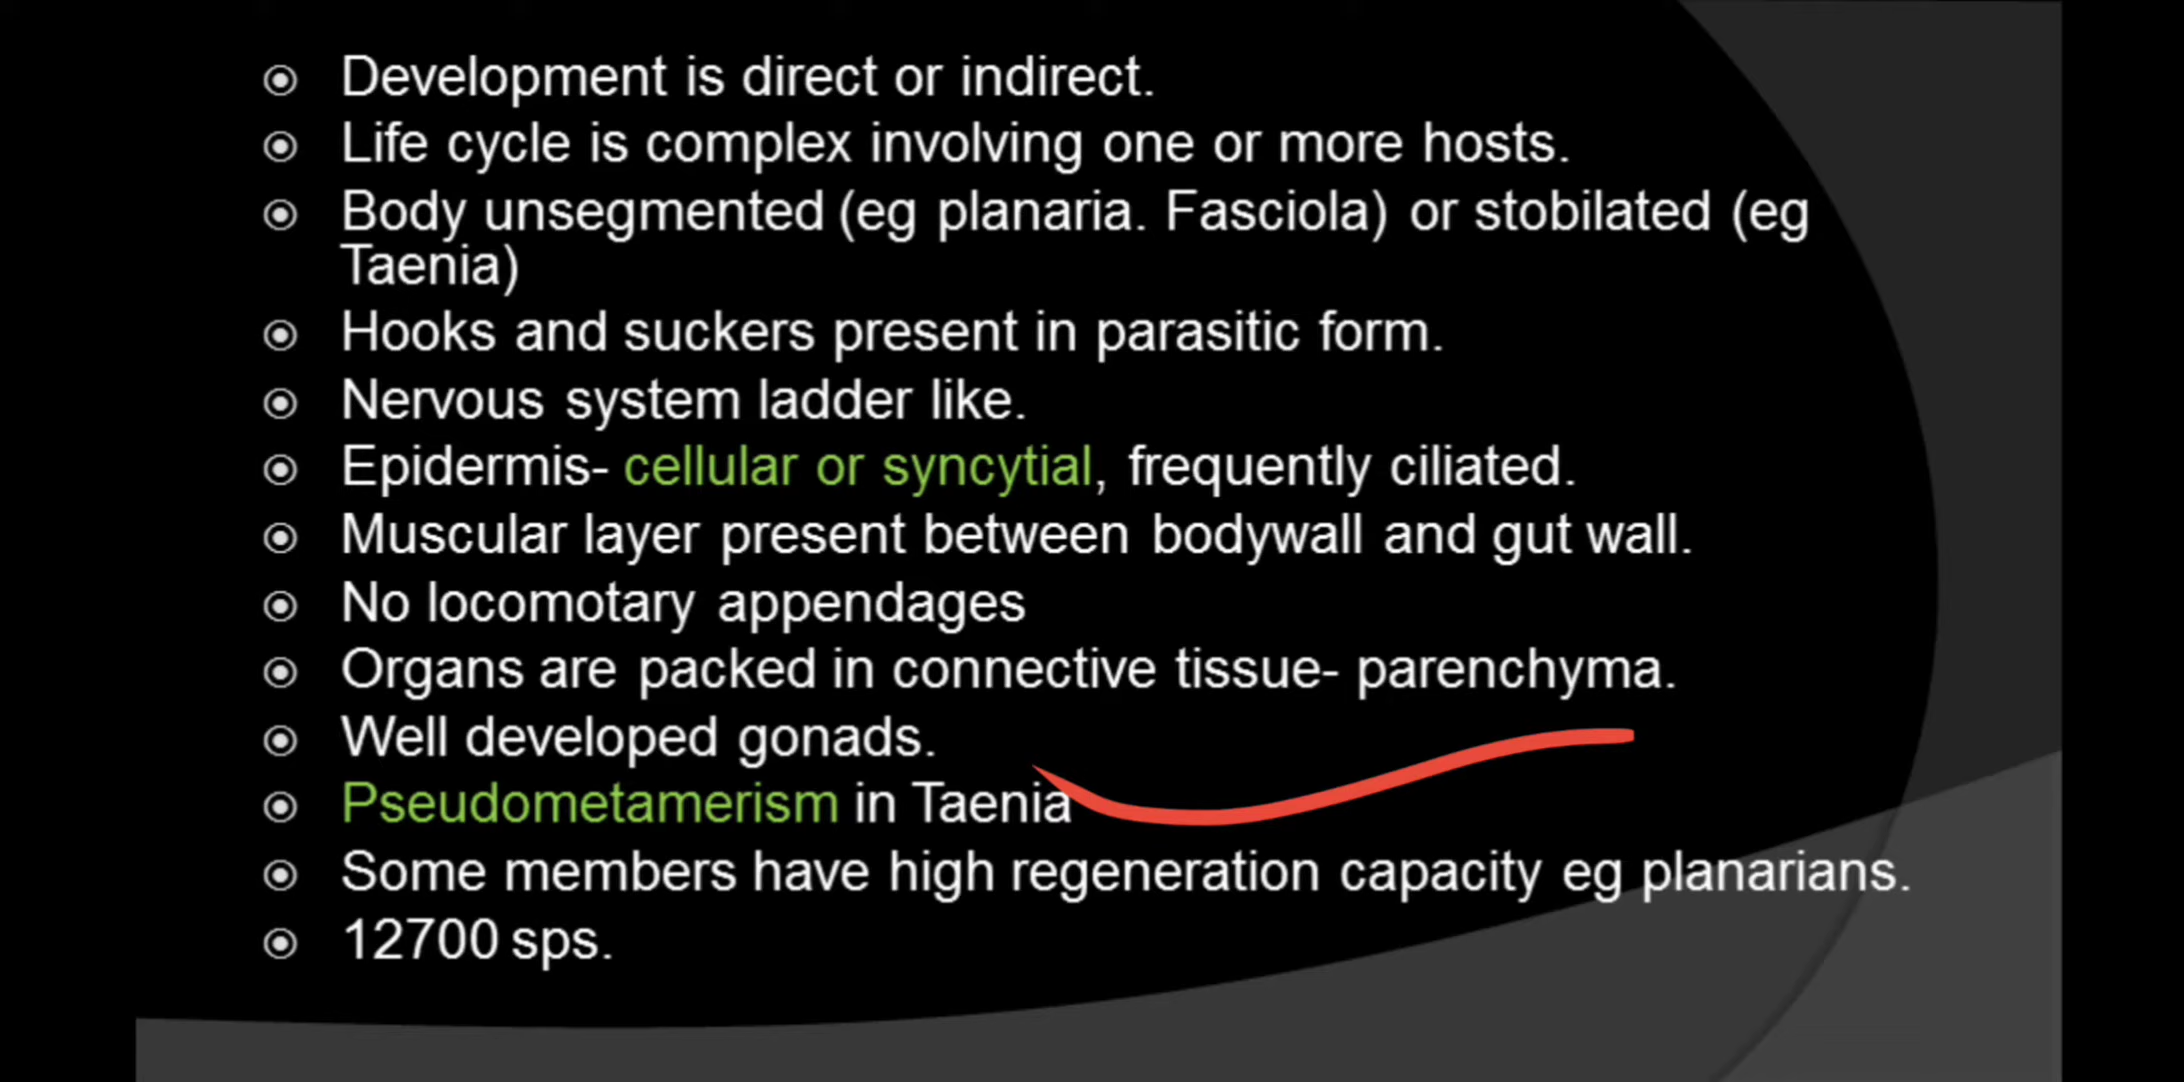 Development is direct or indirect.
Life cycle is complex involving one or more hosts.
Body unsegmented (eg planaria. Fasciola) or stobilated (eg
Taenia)
Hooks and suckers present in parasitic form.
Nervous system ladder like.
Epidermis- cellular or syncytial, frequently ciliated.
Muscular layer present between bodywall and gut wall.
No locomotary appendages
Organs are packed in connective tissue- parenchyma.
Well developed gonads.
Pseudometamerism in Taenia
Some members have high regeneration capacity eg planarians.
12700 sps.